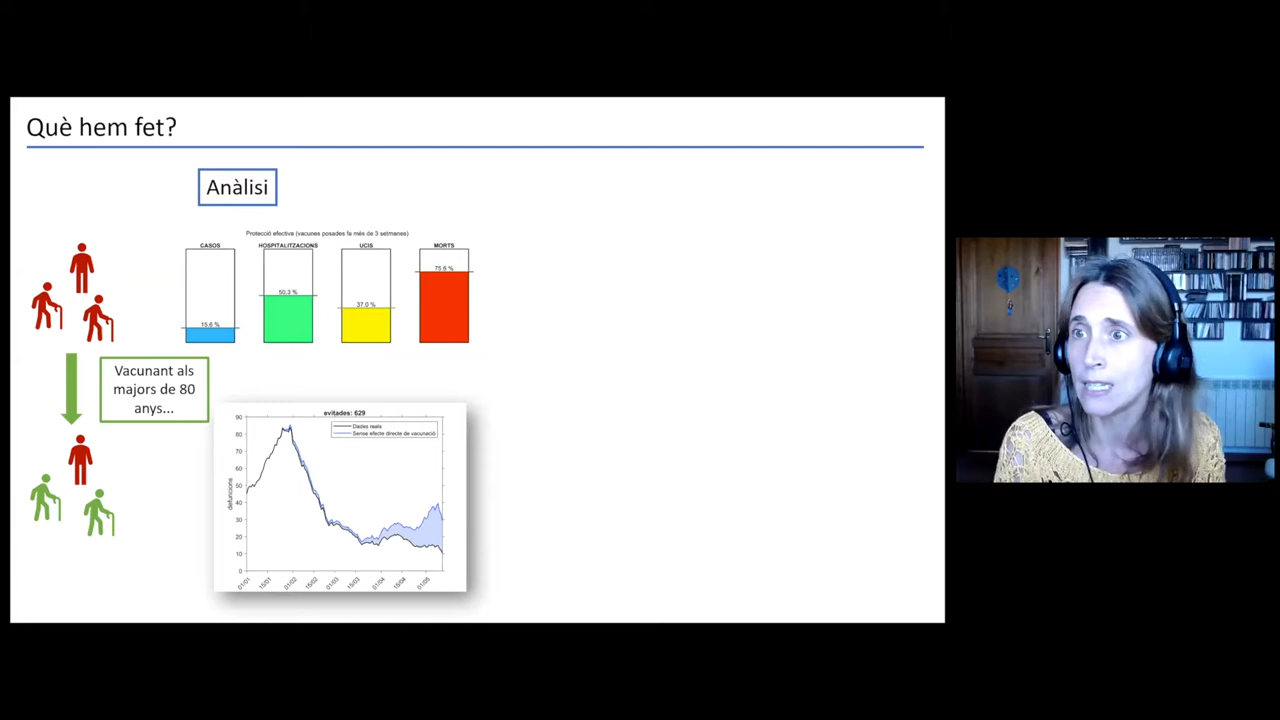 Què hem fet?
Anàlisi
Protecció efectiva (vacunes posades fa més de 3 setmanes)
CASOS
HOSPITALITZACIONS
UCIS
MORTS
15.6 %
50.3 %
37.0 %
75.6 %
Vacunant als
majors de 80
anys...
evitades: 629
Dades reals
Sense efecte directe de vacunació
defuncions
90
80
70
60
50
40
30
20
10
0
01/01
15/01
01/02
15/02
01/03
15/03
01/04
15/04
01/05